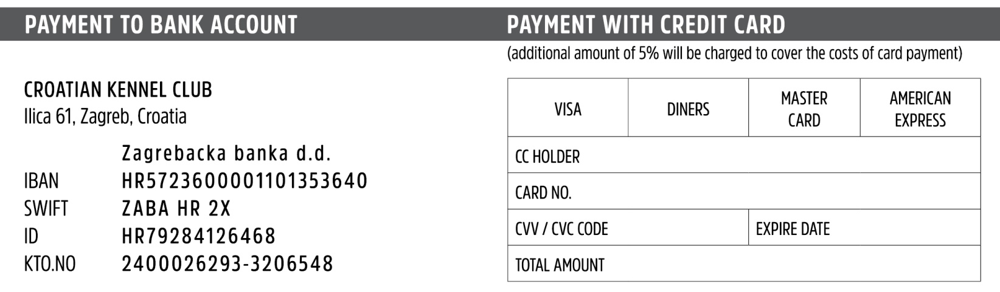 PAYMENT TO BANK ACCOUNT
CROATIAN KENNEL CLUB
Ilica 61, Zagreb, Croatia
Zagrebacka banka d.d.
IBAN HR5723600001101353640
SWIFT ZABA HR 2X
ID HR79284126468
KTO.NO 2400026293-3206548
PAYMENT WITH CREDIT CARD
(additional amount of 5% will be charged to cover the costs of card payment)
VISA DINERS MASTER CARD AMERICAN EXPRESS
CC HOLDER
CARD NO.
CVV / CVC CODE EXPIRE DATE
TOTAL AMOUNT